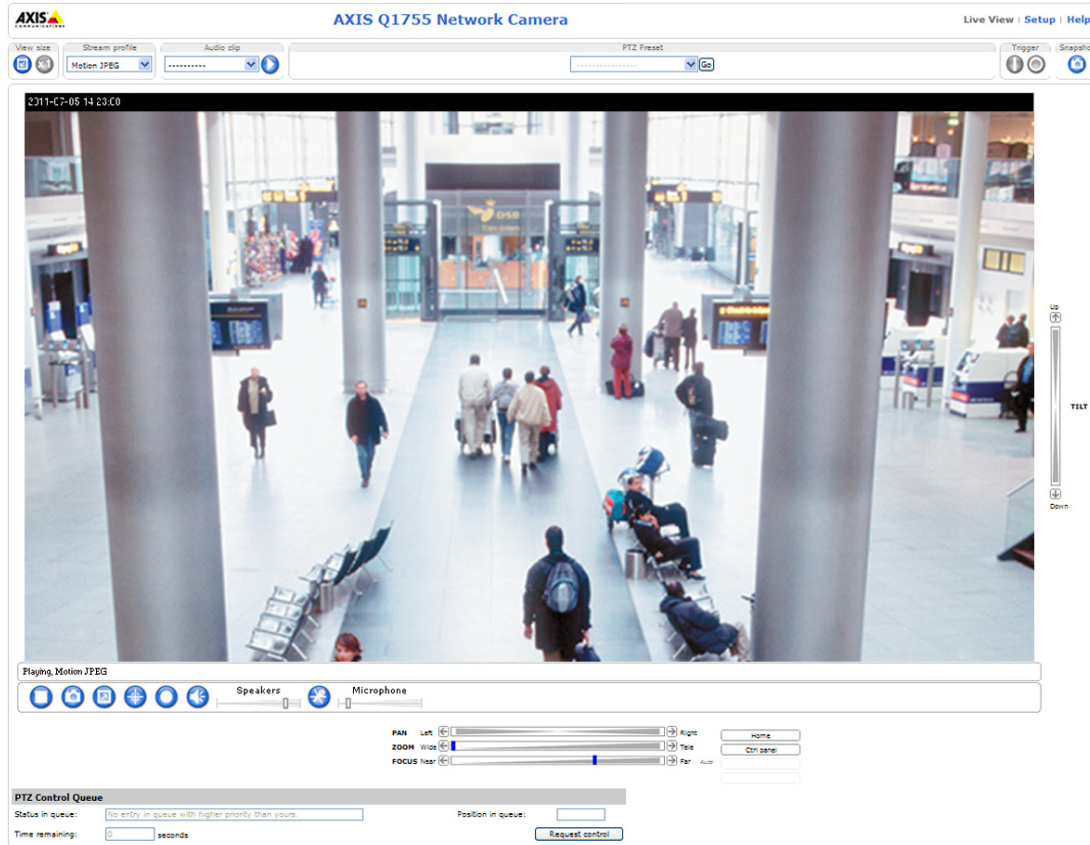 AXIS
COMMUNICATIONS
AXIS Q1755 Network Camera
Live View | Setup | Help
View size
Stream profile
Audio clip
PTZ Preset
Trigger
Snapshot
x1
Motion JPEG
----------
---------------
Go
2011-07-05 14 23:00
DSB
Up
TILT
Down
Playing, Motion JPEG
Speakers
Microphone
PAN Left Right
Home
ZOOM Wide Tele
Ctrl panel
FOCUS Near Far Auto
PTZ Control Queue
Status in queue: No entry in queue with higher priority than yours. Position in queue:
Time remaining: 0 seconds Request control